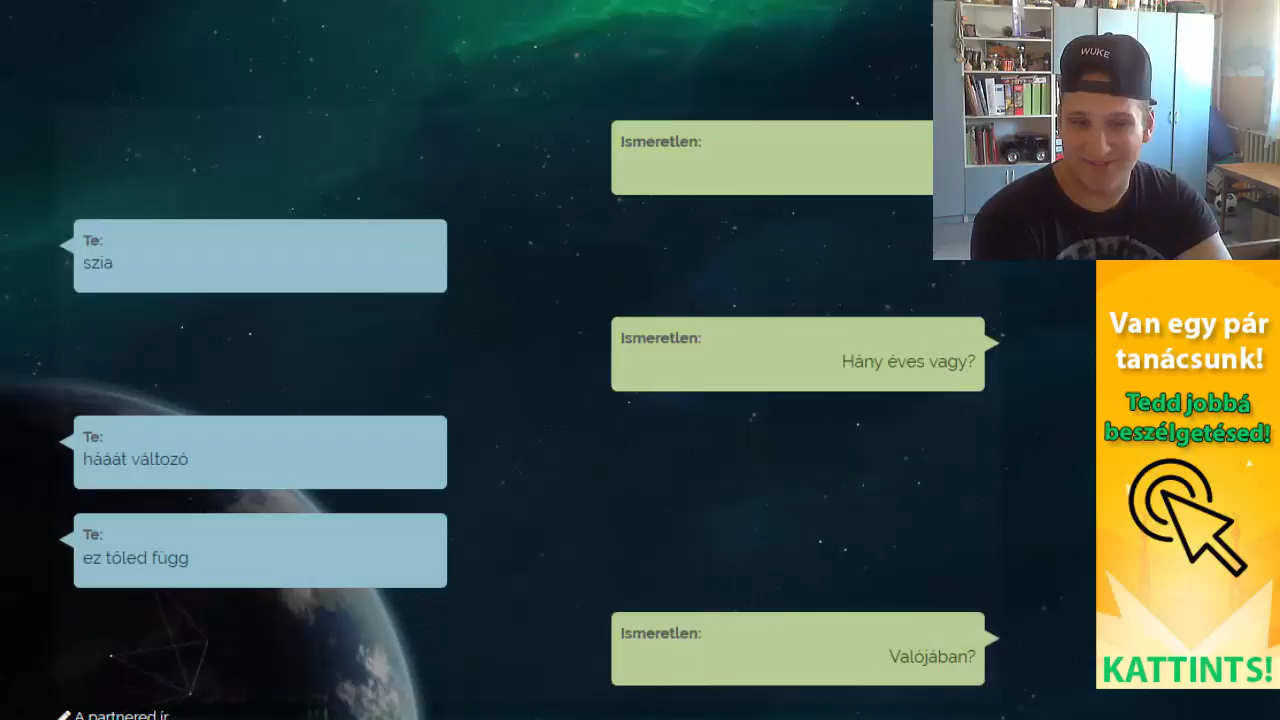 WUKE
Ismeretlen:
Te:
szia
Ismeretlen:
Hány éves vagy?
Te:
hááát változó
Te:
ez tőled függ
Ismeretlen:
Valójában?
A partnered ír
Van egy pár
tanácsunk!
Tedd jobbá
beszélgetésed!
KATTINTS!